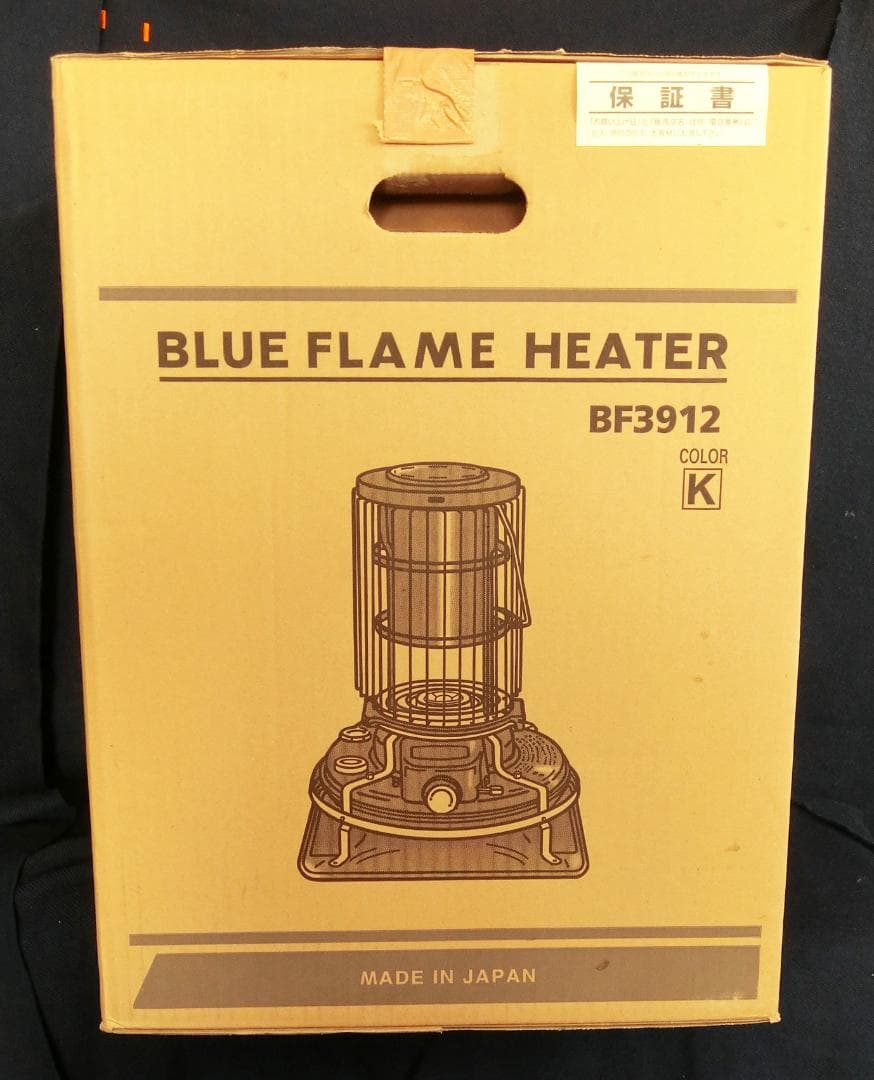 保証書
BLUE FLAME HEATER
BF3912
COLOR
K
MADE IN JAPAN